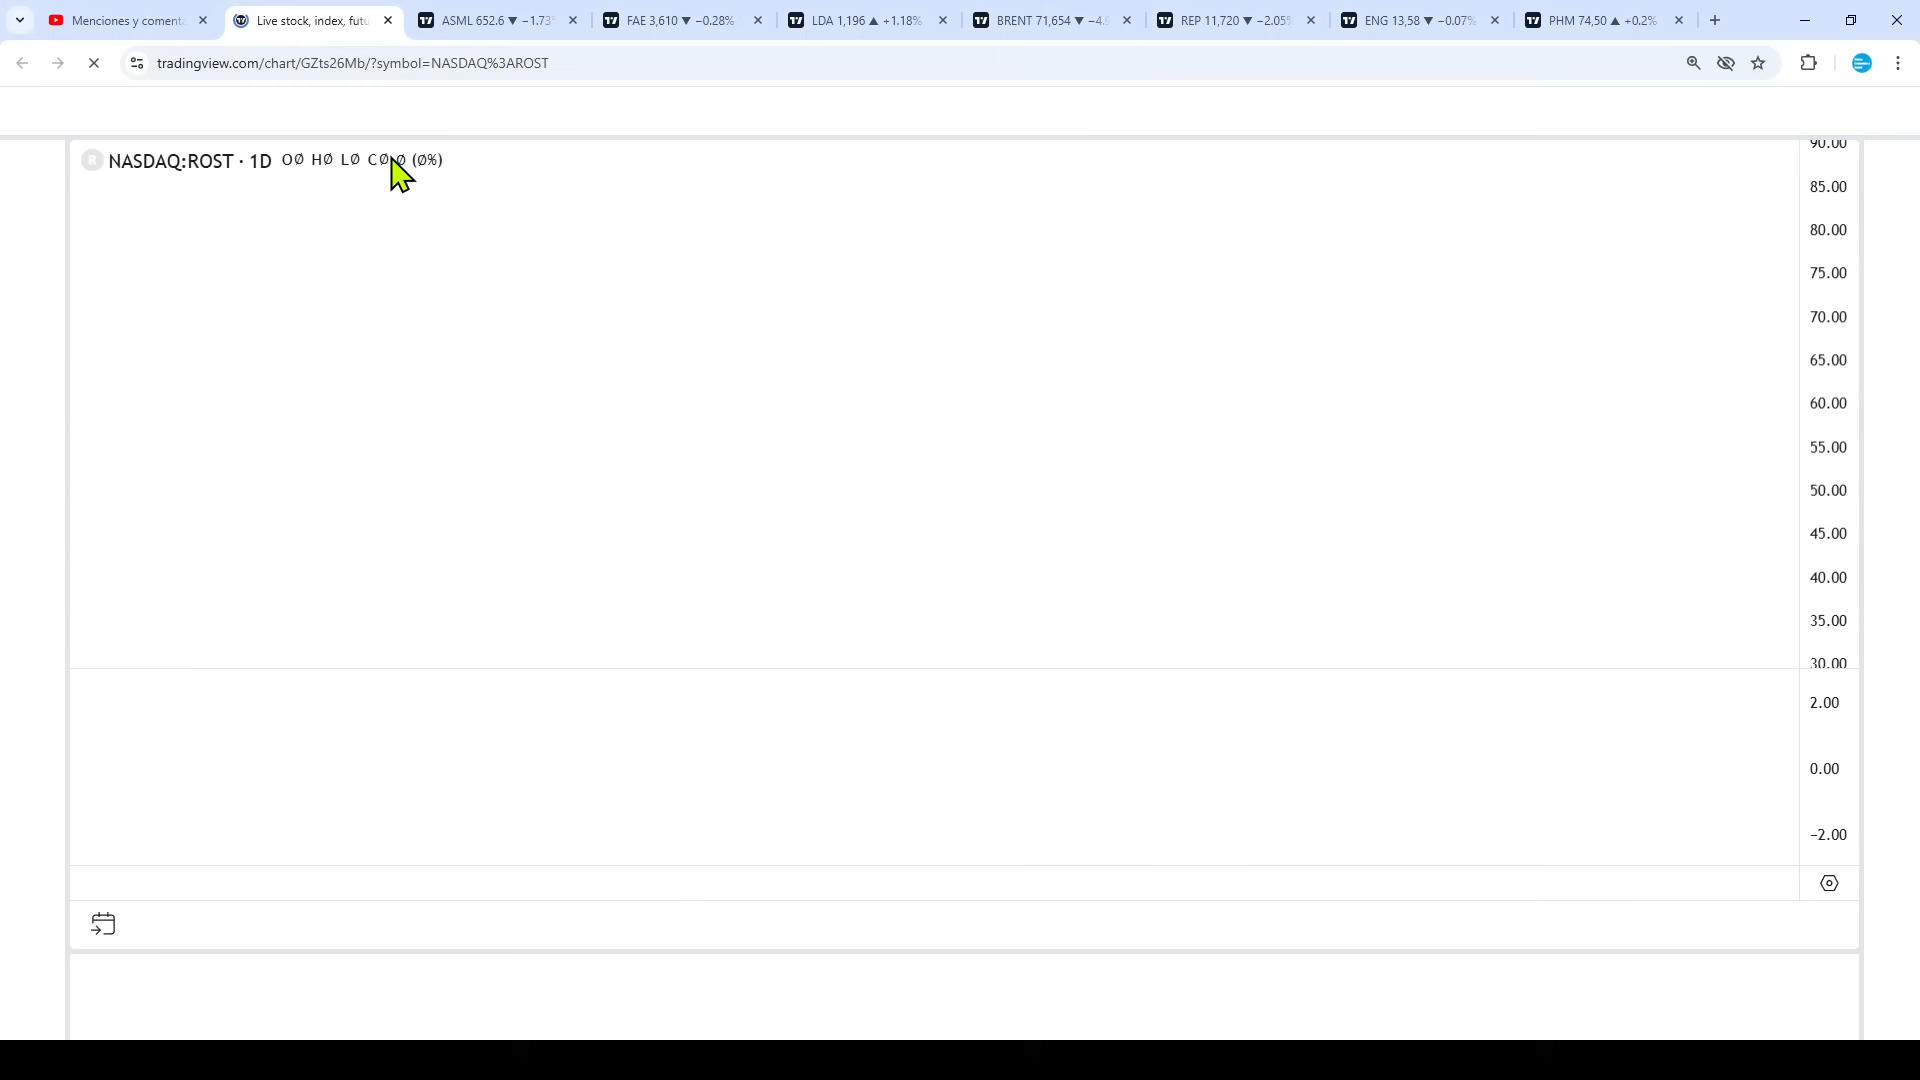 Menciones y comenta
Live stock, index, futu
ASML 652.6 ▼ −1.73
FAE 3,610 ▼ −0.28%
LDA 1,196 ▲ +1.18%
BRENT 71,654 ▼ −4.9
REP 11,720 ▼ −2.05%
ENG 13,58 ▼ −0.07%
PHM 74,50 ▲ +0.2%
tradingview.com/chart/GZts26Mb/?symbol=NASDAQ%3AROST
R NASDAQ:ROST · 1D O∅ H∅ L∅ C∅ ∅ (∅%)
90.00
85.00
80.00
75.00
70.00
65.00
60.00
55.00
50.00
45.00
40.00
35.00
30.00
2.00
0.00
−2.00